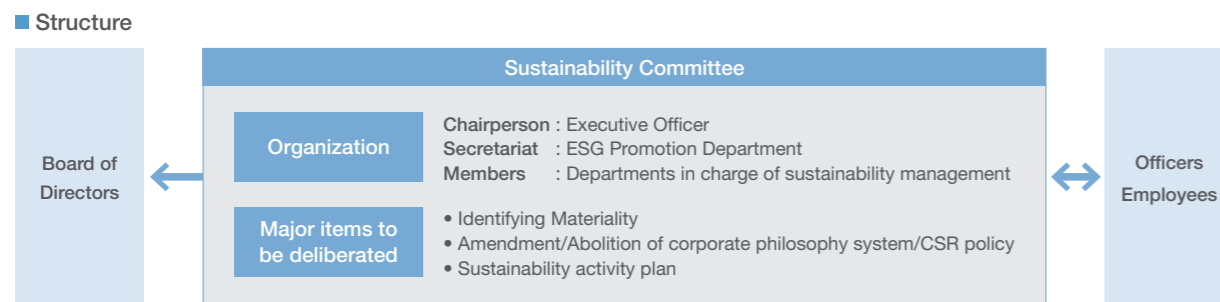 Structure
Board of
Directors
Sustainability Committee
Organization
Chairperson : Executive Officer
Secretariat : ESG Promotion Department
Members : Departments in charge of sustainability management
Major items to
be deliberated
• Identifying Materiality
• Amendment/Abolition of corporate philosophy system/CSR policy
• Sustainability activity plan
Officers
Employees